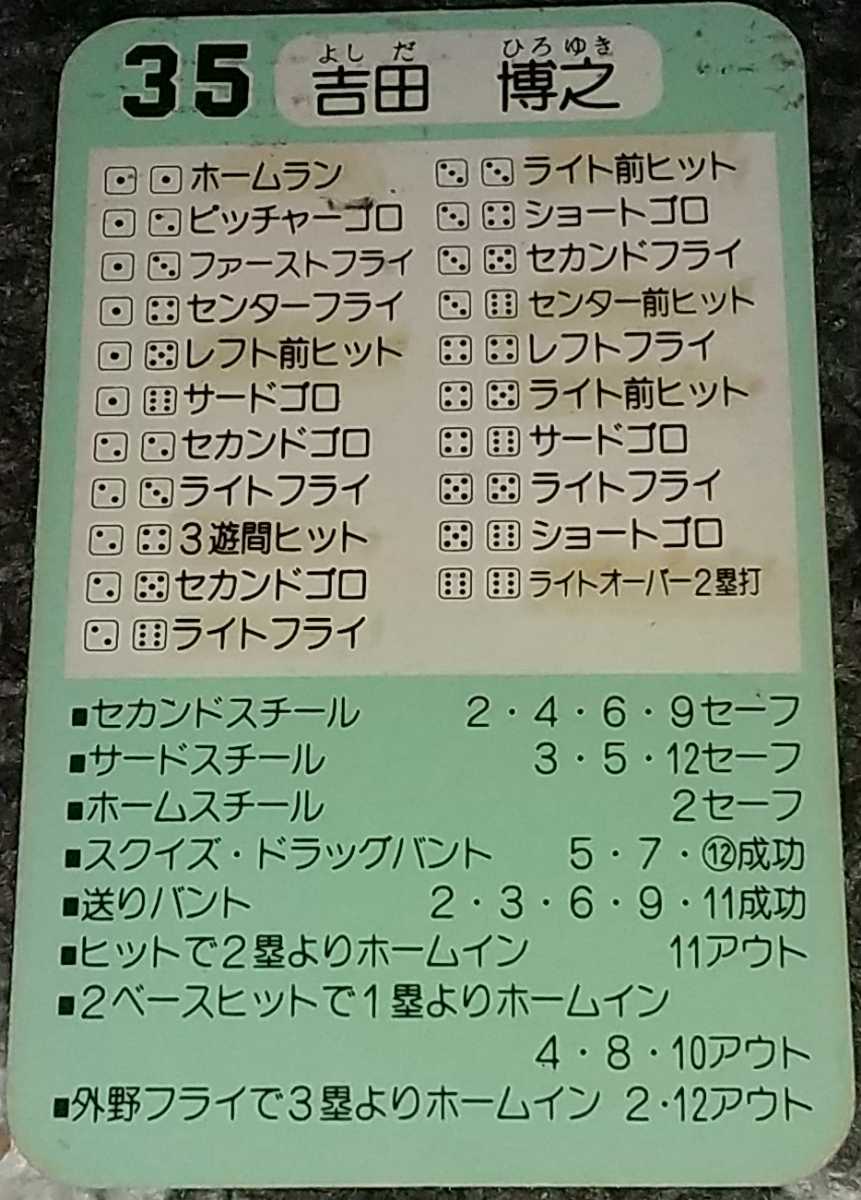 35
よしだ ひろゆき
吉田 博之
⚀⚀ホームラン
⚀⚁ピッチャーゴロ
⚀⚂ファーストフライ
⚀⚃センターフライ
⚀⚄レフト前ヒット
⚀⚅サードゴロ
⚁⚁セカンドゴロ
⚁⚂ライトフライ
⚁⚃3遊間ヒット
⚁⚄セカンドゴロ
⚁⚅ライトフライ
⚂⚂ライト前ヒット
⚂⚃ショートゴロ
⚂⚄セカンドフライ
⚂⚅センター前ヒット
⚃⚃レフトフライ
⚃⚄ライト前ヒット
⚃⚅サードゴロ
⚄⚄ライトフライ
⚄⚅ショートゴロ
⚅⚅ライトオーバー2塁打
■セカンドスチール 2・4・6・9セーフ
■サードスチール 3・5・12セーフ
■ホームスチール 2セーフ
■スクイズ・ドラッグバント 5・7・⑫成功
■送りバント 2・3・6・9・11成功
■ヒットで2塁よりホームイン 11アウト
■2ベースヒットで1塁よりホームイン
4・8・10アウト
■外野フライで3塁よりホームイン 2・12アウト